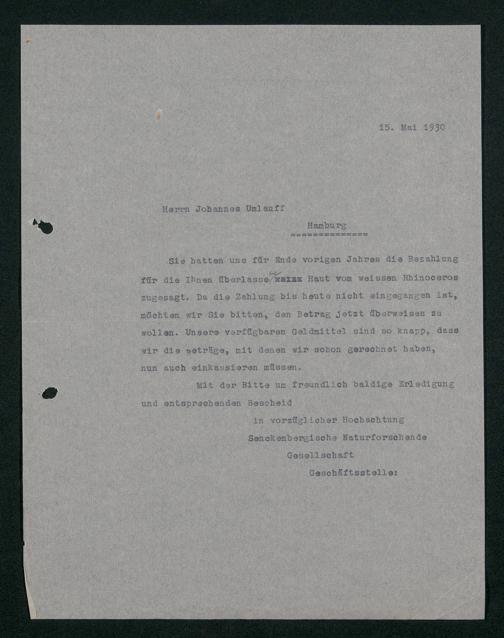 15. Mai 1930
Herrn Johannes Umlauff
Hamburg
Sie hatten uns für Ende vorigen Jahres die Bezahlung
für die Ihnen überlasse xxxxx Haut vom weissen Rhinoceros
zugesagt. Da die Zahlung bis heute nicht eingegangen ist,
möchten wir Sie bitten, den Betrag jetzt überweisen zu
wollen. Unsere verfügbaren Geldmittel sind so knapp, dass
wir die Beträge, mit denen wir schon gerechnet haben,
nun auch einkassieren müssen.
Mit der Bitte um freundlich baldige Erledigung
und entsprechenden Bescheid
in vorzüglicher Hochachtung
Senckenbergische Naturforschende
Gesellschaft
Geschäftsstelle: